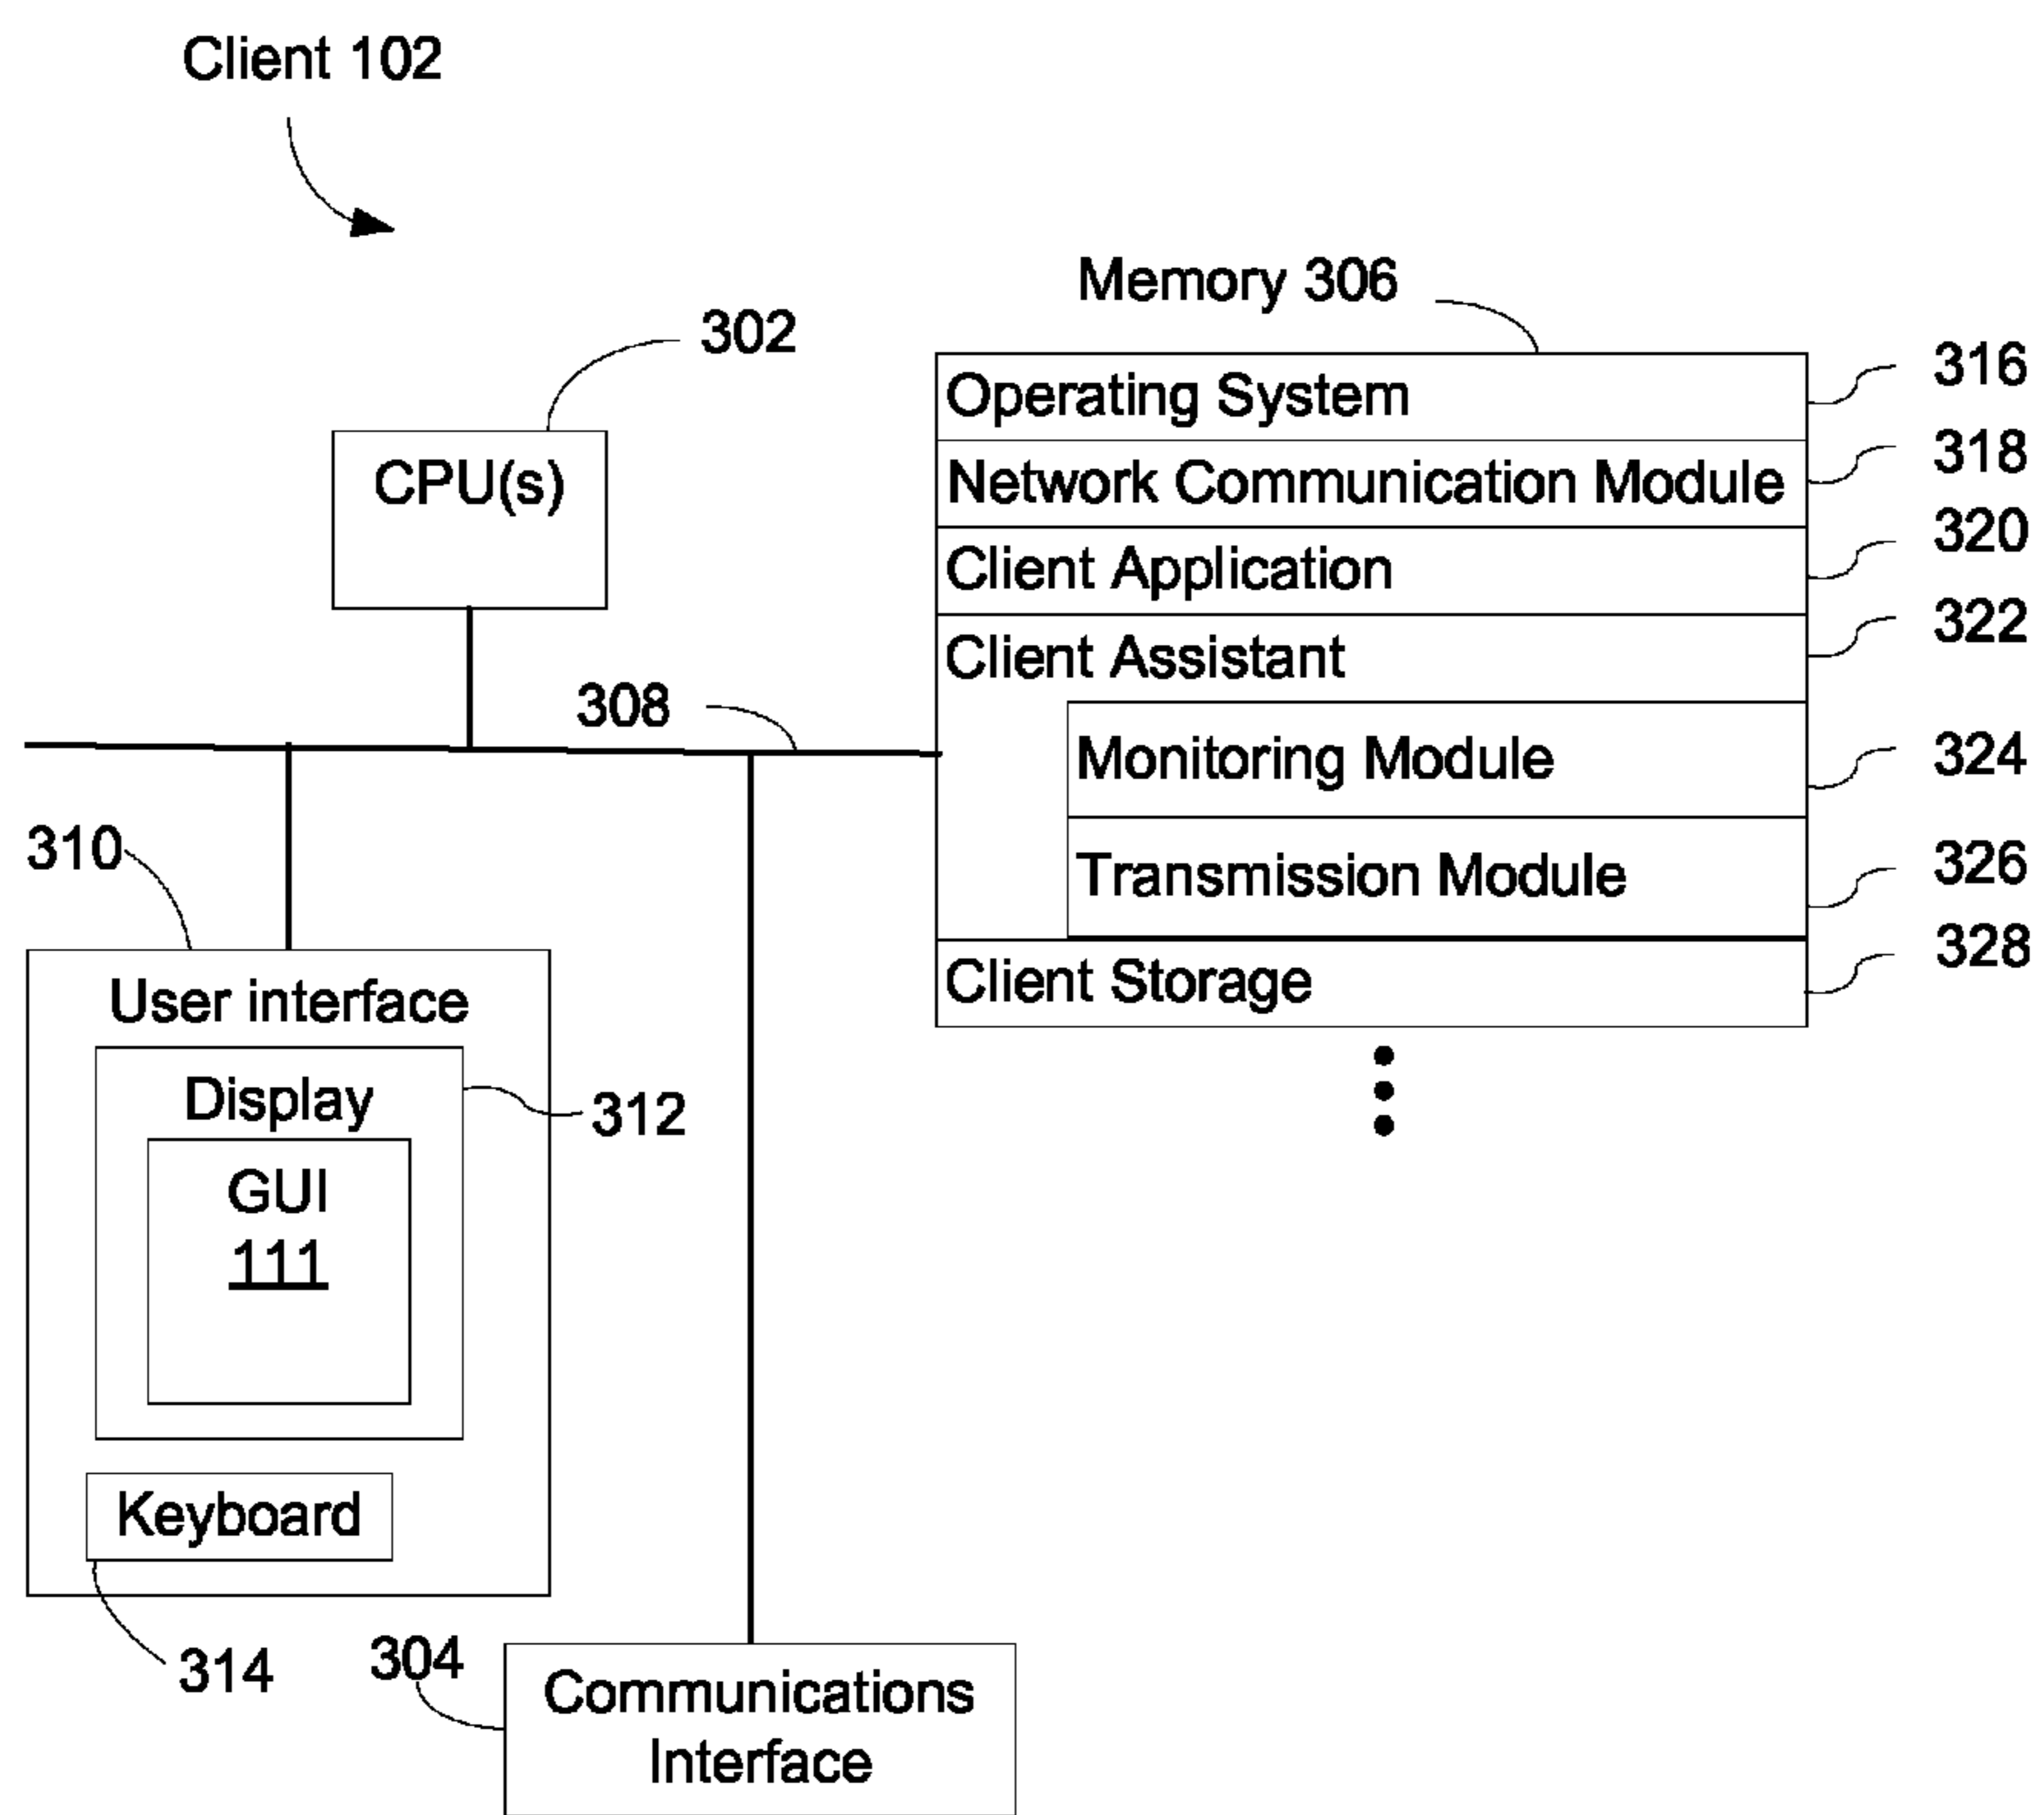 Client 102
302
CPU(s)
308
Memory 306
Operating System
316
Network Communication Module
318
Client Application
320
Client Assistant
322
Monitoring Module
324
Transmission Module
326
Client Storage
328
310
User interface
Display
312
GUI
111
Keyboard
314
304
Communications
Interface